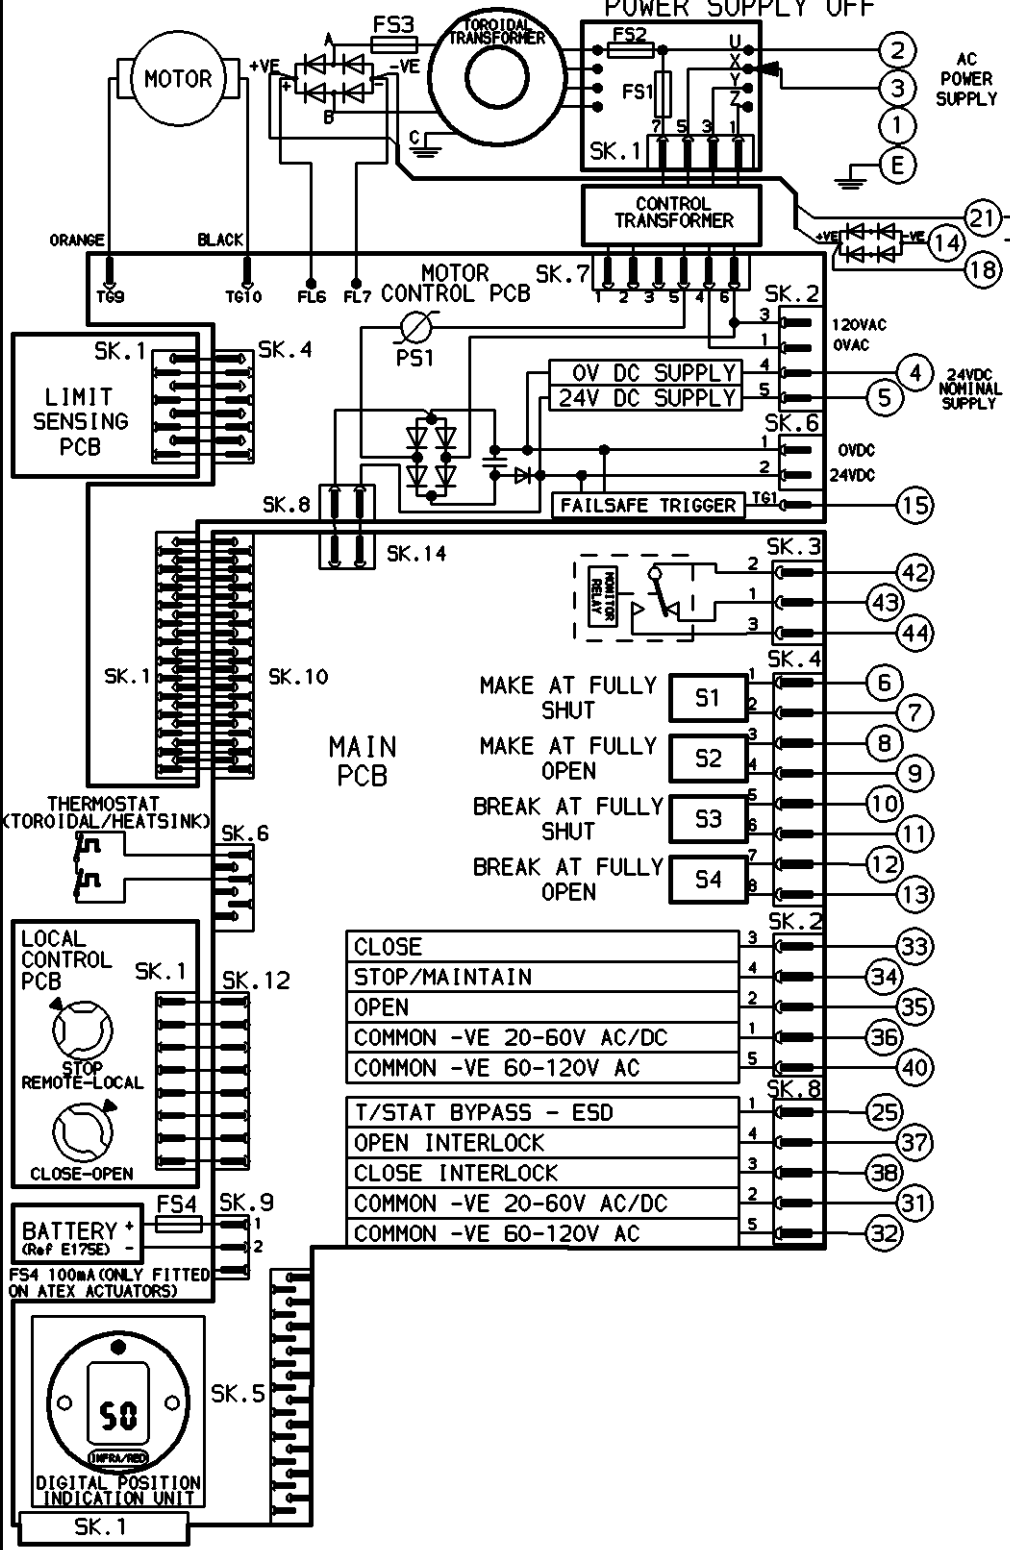 POWER SUPPLY OFF
FS3
TOROIDAL
TRANSFORMER
FS2
U
X
Y
Z
2
3
1
E
AC
POWER
SUPPLY
MOTOR
+VE
A
-VE
+
-
B
C
FS1
7 5 3 1
SK.1
CONTROL
TRANSFORMER
21
+VE
-VE
14
18
ORANGE
BLACK
TG9
TG10
FL6
FL7
MOTOR
CONTROL PCB
SK.7
1 2 3 5 4 6
SK.2
3
120VAC
1
0VAC
PS1
0V DC SUPPLY
4
4
24V DC SUPPLY
5
5
24VDC
NOMINAL
SUPPLY
SK.1
SK.4
LIMIT
SENSING
PCB
SK.6
1
0VDC
2
24VDC
SK.8
FAILSAFE TRIGGER
TG1
15
SK.14
SK.3
MONITOR
RELAY
2
42
1
43
3
44
SK.1
SK.10
MAIN
PCB
SK.4
MAKE AT FULLY
SHUT
S1
1
6
2
7
MAKE AT FULLY
OPEN
S2
3
8
4
9
BREAK AT FULLY
SHUT
S3
5
10
6
11
BREAK AT FULLY
OPEN
S4
7
12
8
13
THERMOSTAT
(TOROIDAL/HEATSINK)
SK.6
SK.2
CLOSE
3
33
STOP/MAINTAIN
4
34
OPEN
2
35
COMMON -VE 20-60V AC/DC
1
36
COMMON -VE 60-120V AC
5
40
LOCAL
CONTROL
PCB
SK.1
SK.12
STOP
REMOTE-LOCAL
CLOSE-OPEN
SK.8
T/STAT BYPASS - ESD
1
25
OPEN INTERLOCK
4
37
CLOSE INTERLOCK
3
38
COMMON -VE 20-60V AC/DC
2
31
COMMON -VE 60-120V AC
5
32
BATTERY
(Ref E175E)
+
-
FS4
SK.9
1
2
FS4 100mA(ONLY FITTED
ON ATEX ACTUATORS)
SK.5
50
INFRA/RED
DIGITAL POSITION
INDICATION UNIT
SK.1